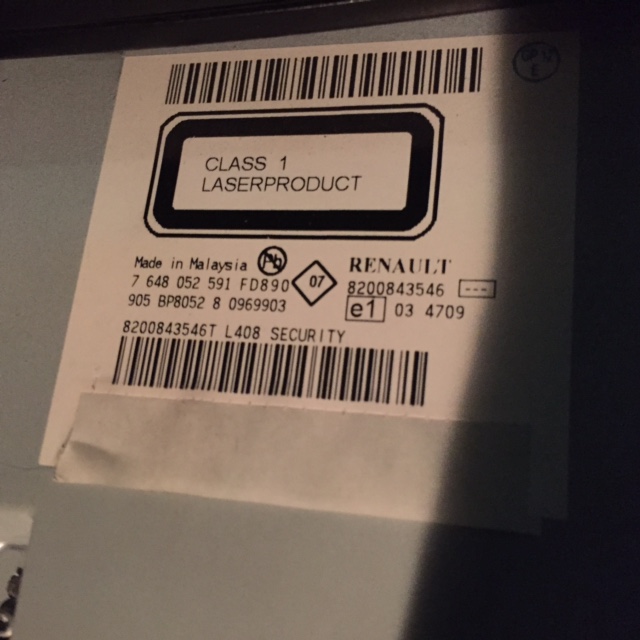 CLASS 1
LASERPRODUCT
Made in Malaysia Pb
7 648 052 591 FD890
905 BP8052 8 0969903
07
RENAULT
8200843546 ---
e1 03 4709
8200843546T L408 SECURITY